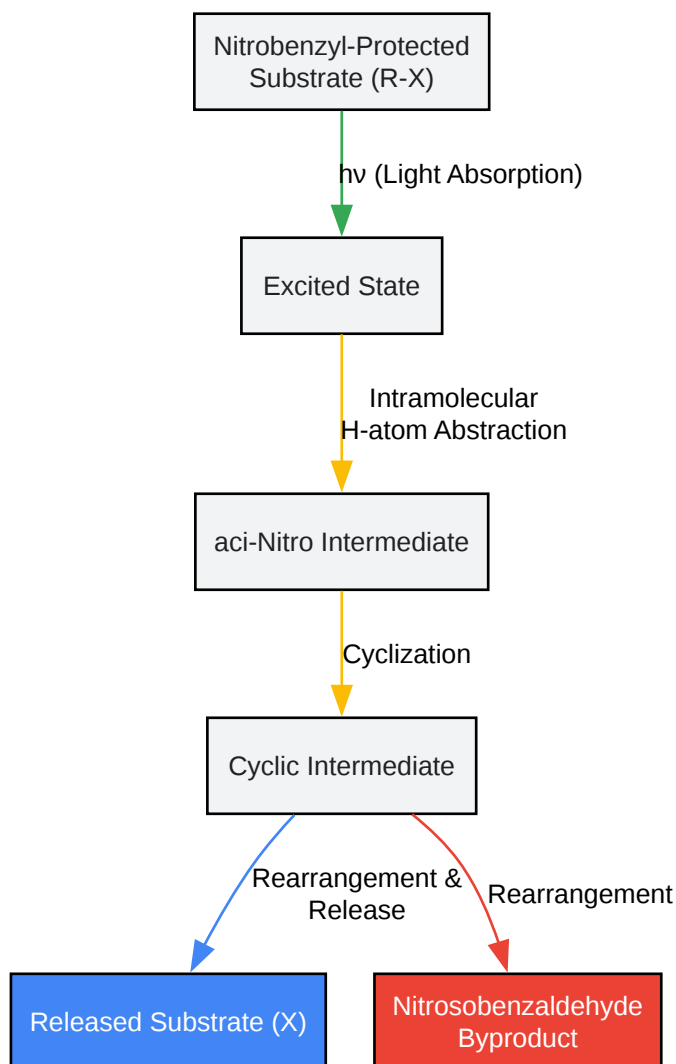 Nitrobenzyl-Protected
Substrate (R-X)
hν (Light Absorption)
Excited State
Intramolecular
H-atom Abstraction
aci-Nitro Intermediate
Cyclization
Cyclic Intermediate
Rearrangement &
Release
Rearrangement
Released Substrate (X)
Nitrosobenzaldehyde
Byproduct